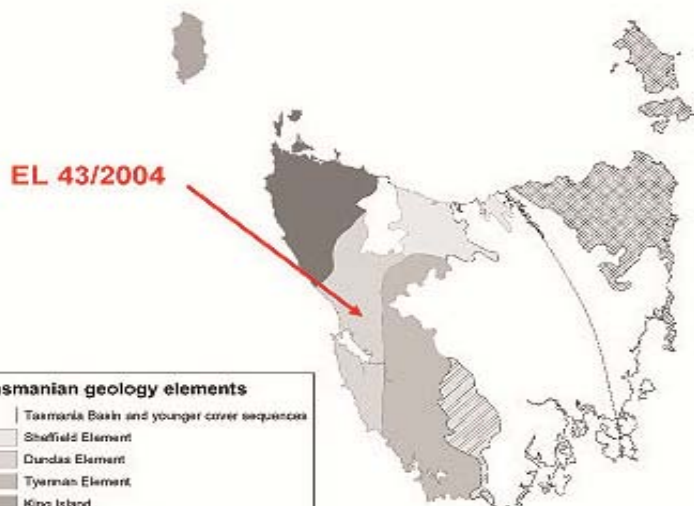 EL 43/2004
asmanian geology elements
Tasmania Basin and younger cover sequences
Sheffield Element
Dundas Element
Tyennan Element
King Island